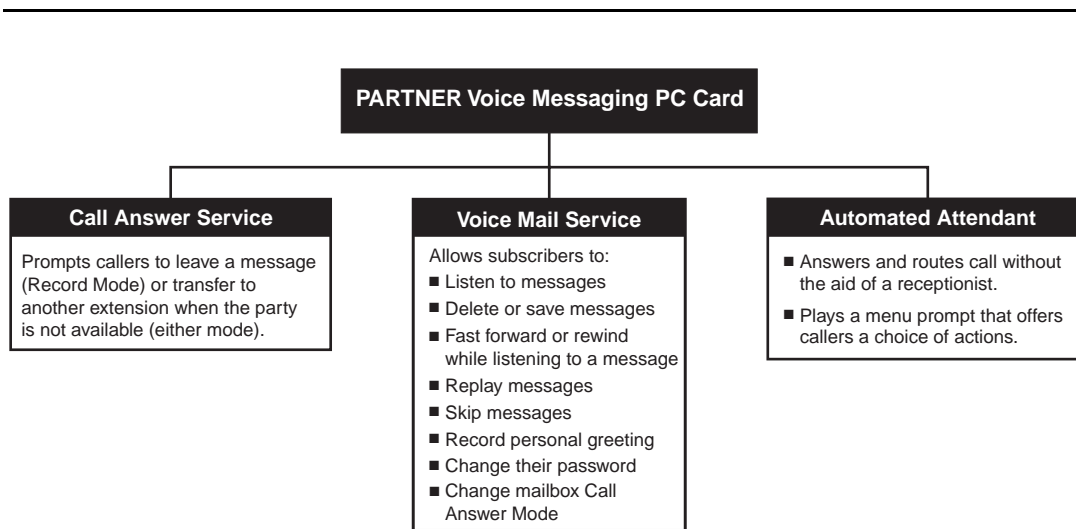 PARTNER Voice Messaging PC Card
Call Answer Service
Prompts callers to leave a message
(Record Mode) or transfer to
another extension when the party
is not available (either mode).
Voice Mail Service
Allows subscribers to:
■ Listen to messages
■ Delete or save messages
■ Fast forward or rewind
while listening to a message
■ Replay messages
■ Skip messages
■ Record personal greeting
■ Change their password
■ Change mailbox Call
Answer Mode
Automated Attendant
■ Answers and routes call without
the aid of a receptionist.
■ Plays a menu prompt that offers
callers a choice of actions.